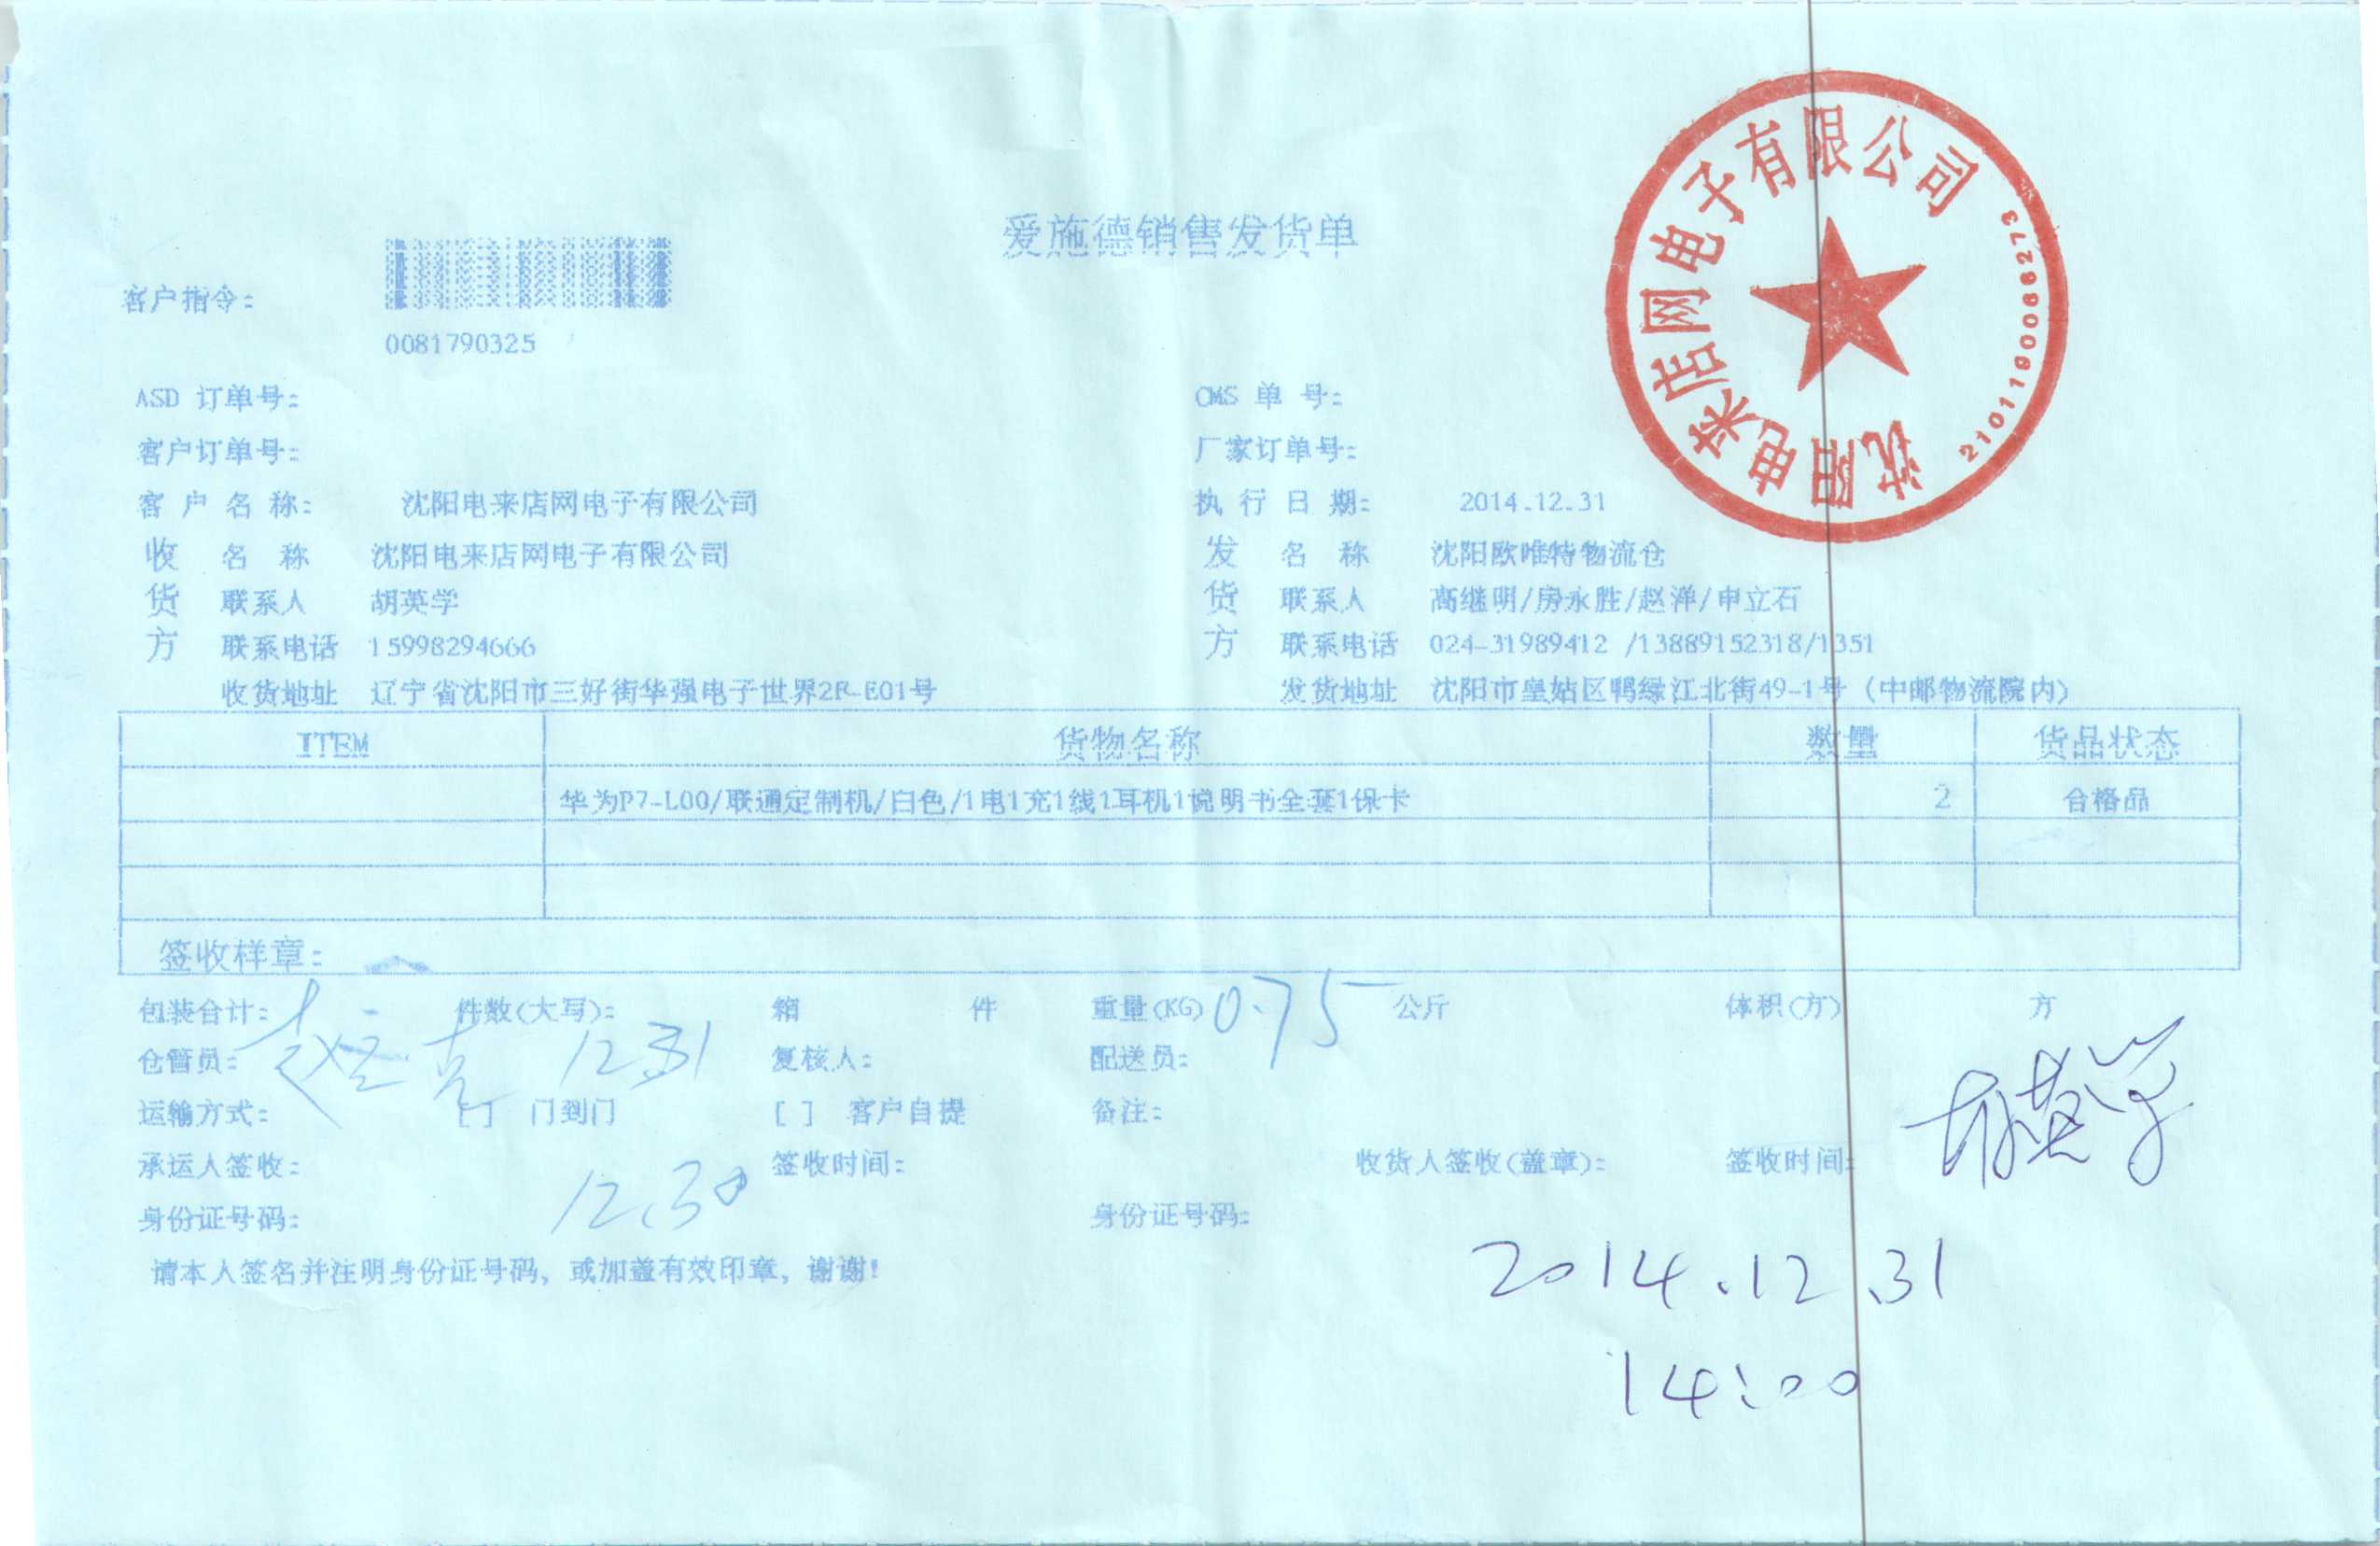 爱施德销售发货单
沈阳电来店网电子有限公司
客户指令:
0081790325
ASD 订单号: CMS 单 号:
客户订单号: 厂家订单号:
客 户 名 称: 沈阳电来店网电子有限公司 执 行 日 期: 2014.12.31
收 名 称 沈阳电来店网电子有限公司 发 名 称 沈阳欧唯特物流仓
货 联系人 胡英学 货 联系人 高继明/房永胜/赵洋/申立石
方 联系电话 15998294666 方 联系电话 024-31989412 /13889152318/1351
收货地址 辽宁省沈阳市三好街华强电子世界2F-E01号 发货地址 沈阳市皇姑区鸭绿江北街49-1号 (中邮物流院内)
ITEM 货物名称 数量 货品状态
华为P7-L00/联通定制机/白色/1电1充1线1耳机1说明书全套1保卡 2 合格品
签收样章:
包装合计: 件数(大写): 箱 件 重量(KG) 0.75 公斤 体积(方) 方
仓管员: 12.31 复核人: 配送员:
运输方式: [ ] 门到门 [ ] 客户自提 备注:
承运人签收: 签收时间: 收货人签收(盖章): 签收时间: 胡英学
12.30
身份证号码: 身份证号码:
请本人签名并注明身份证号码, 或加盖有效印章, 谢谢!
2014.12.31
14:00